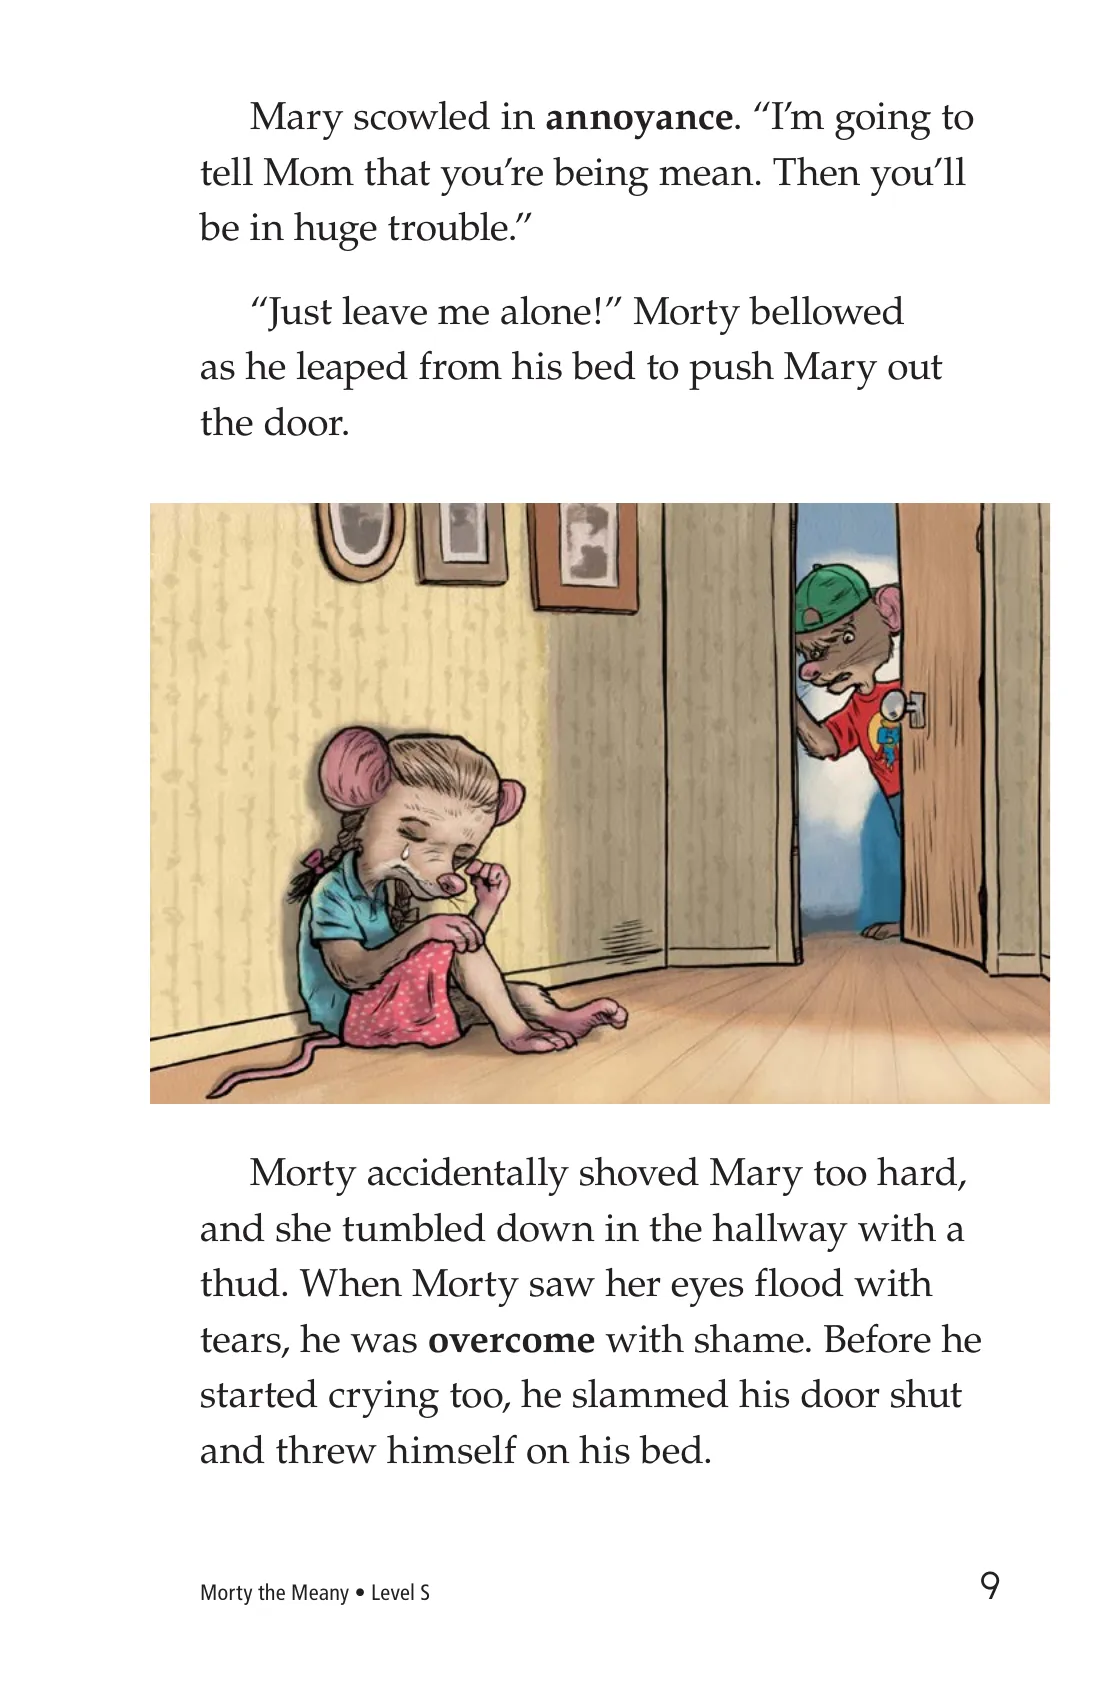 Mary scowled in annoyance. “I’m going to
tell Mom that you’re being mean. Then you’ll
be in huge trouble.”
“Just leave me alone!” Morty bellowed
as he leaped from his bed to push Mary out
the door.
Morty accidentally shoved Mary too hard,
and she tumbled down in the hallway with a
thud. When Morty saw her eyes flood with
tears, he was overcome with shame. Before he
started crying too, he slammed his door shut
and threw himself on his bed.
Morty the Meany • Level S
9